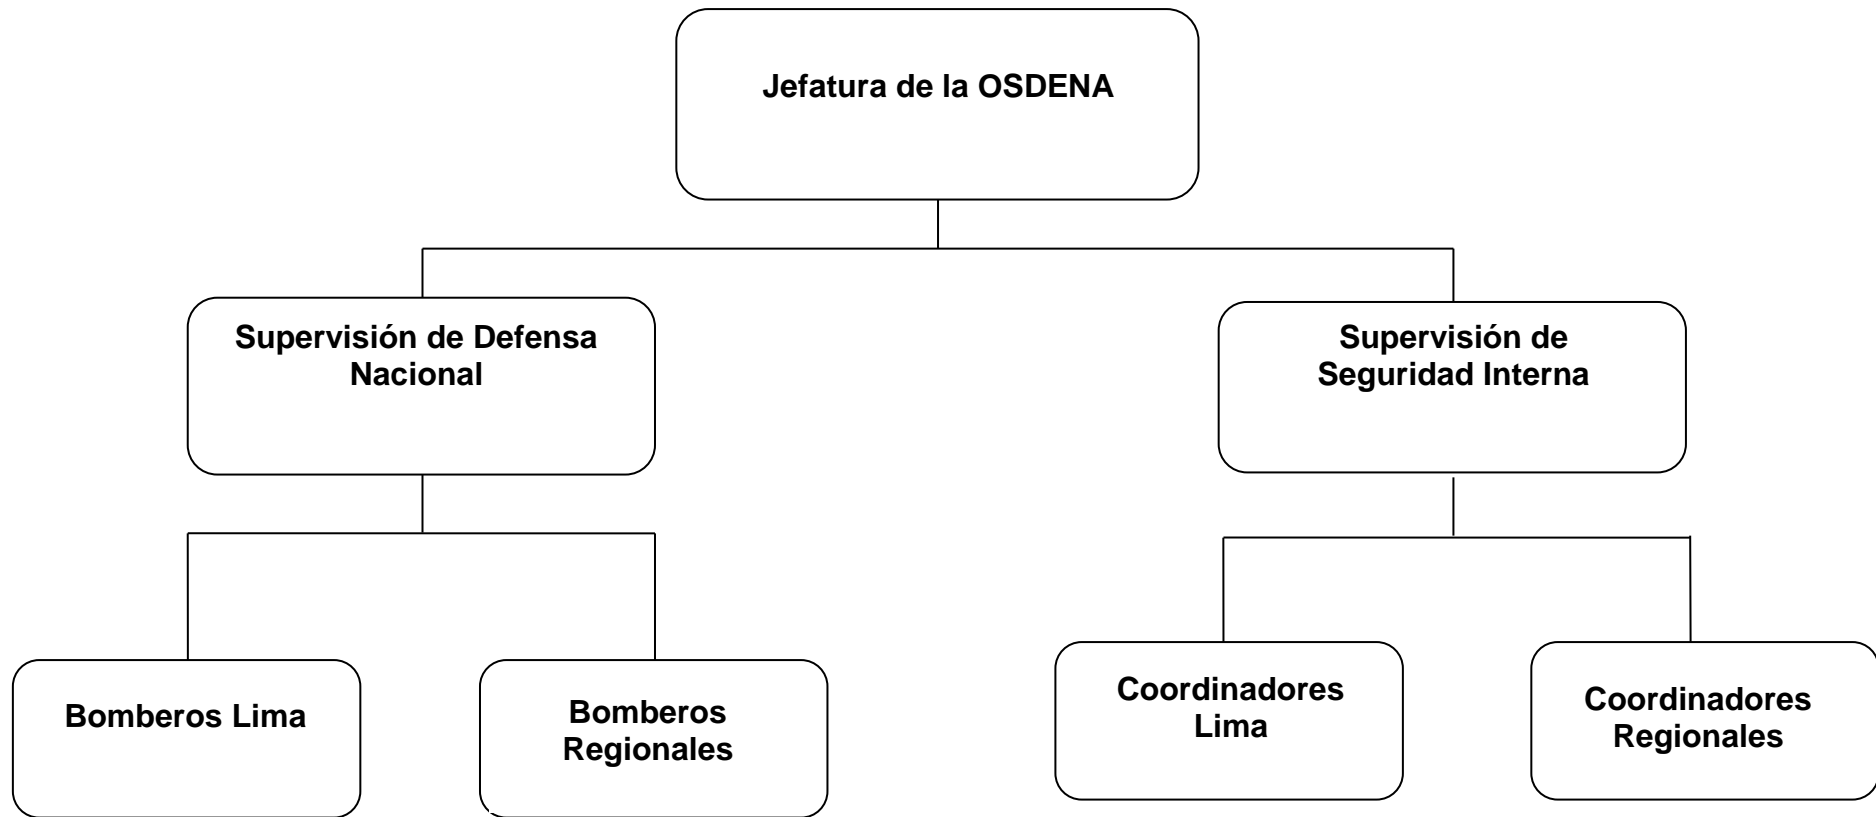 Jefatura de la OSDENA
Supervisión de Defensa
Nacional
Supervisión de
Seguridad Interna
Bomberos Lima
Bomberos
Regionales
Coordinadores
Lima
Coordinadores
Regionales